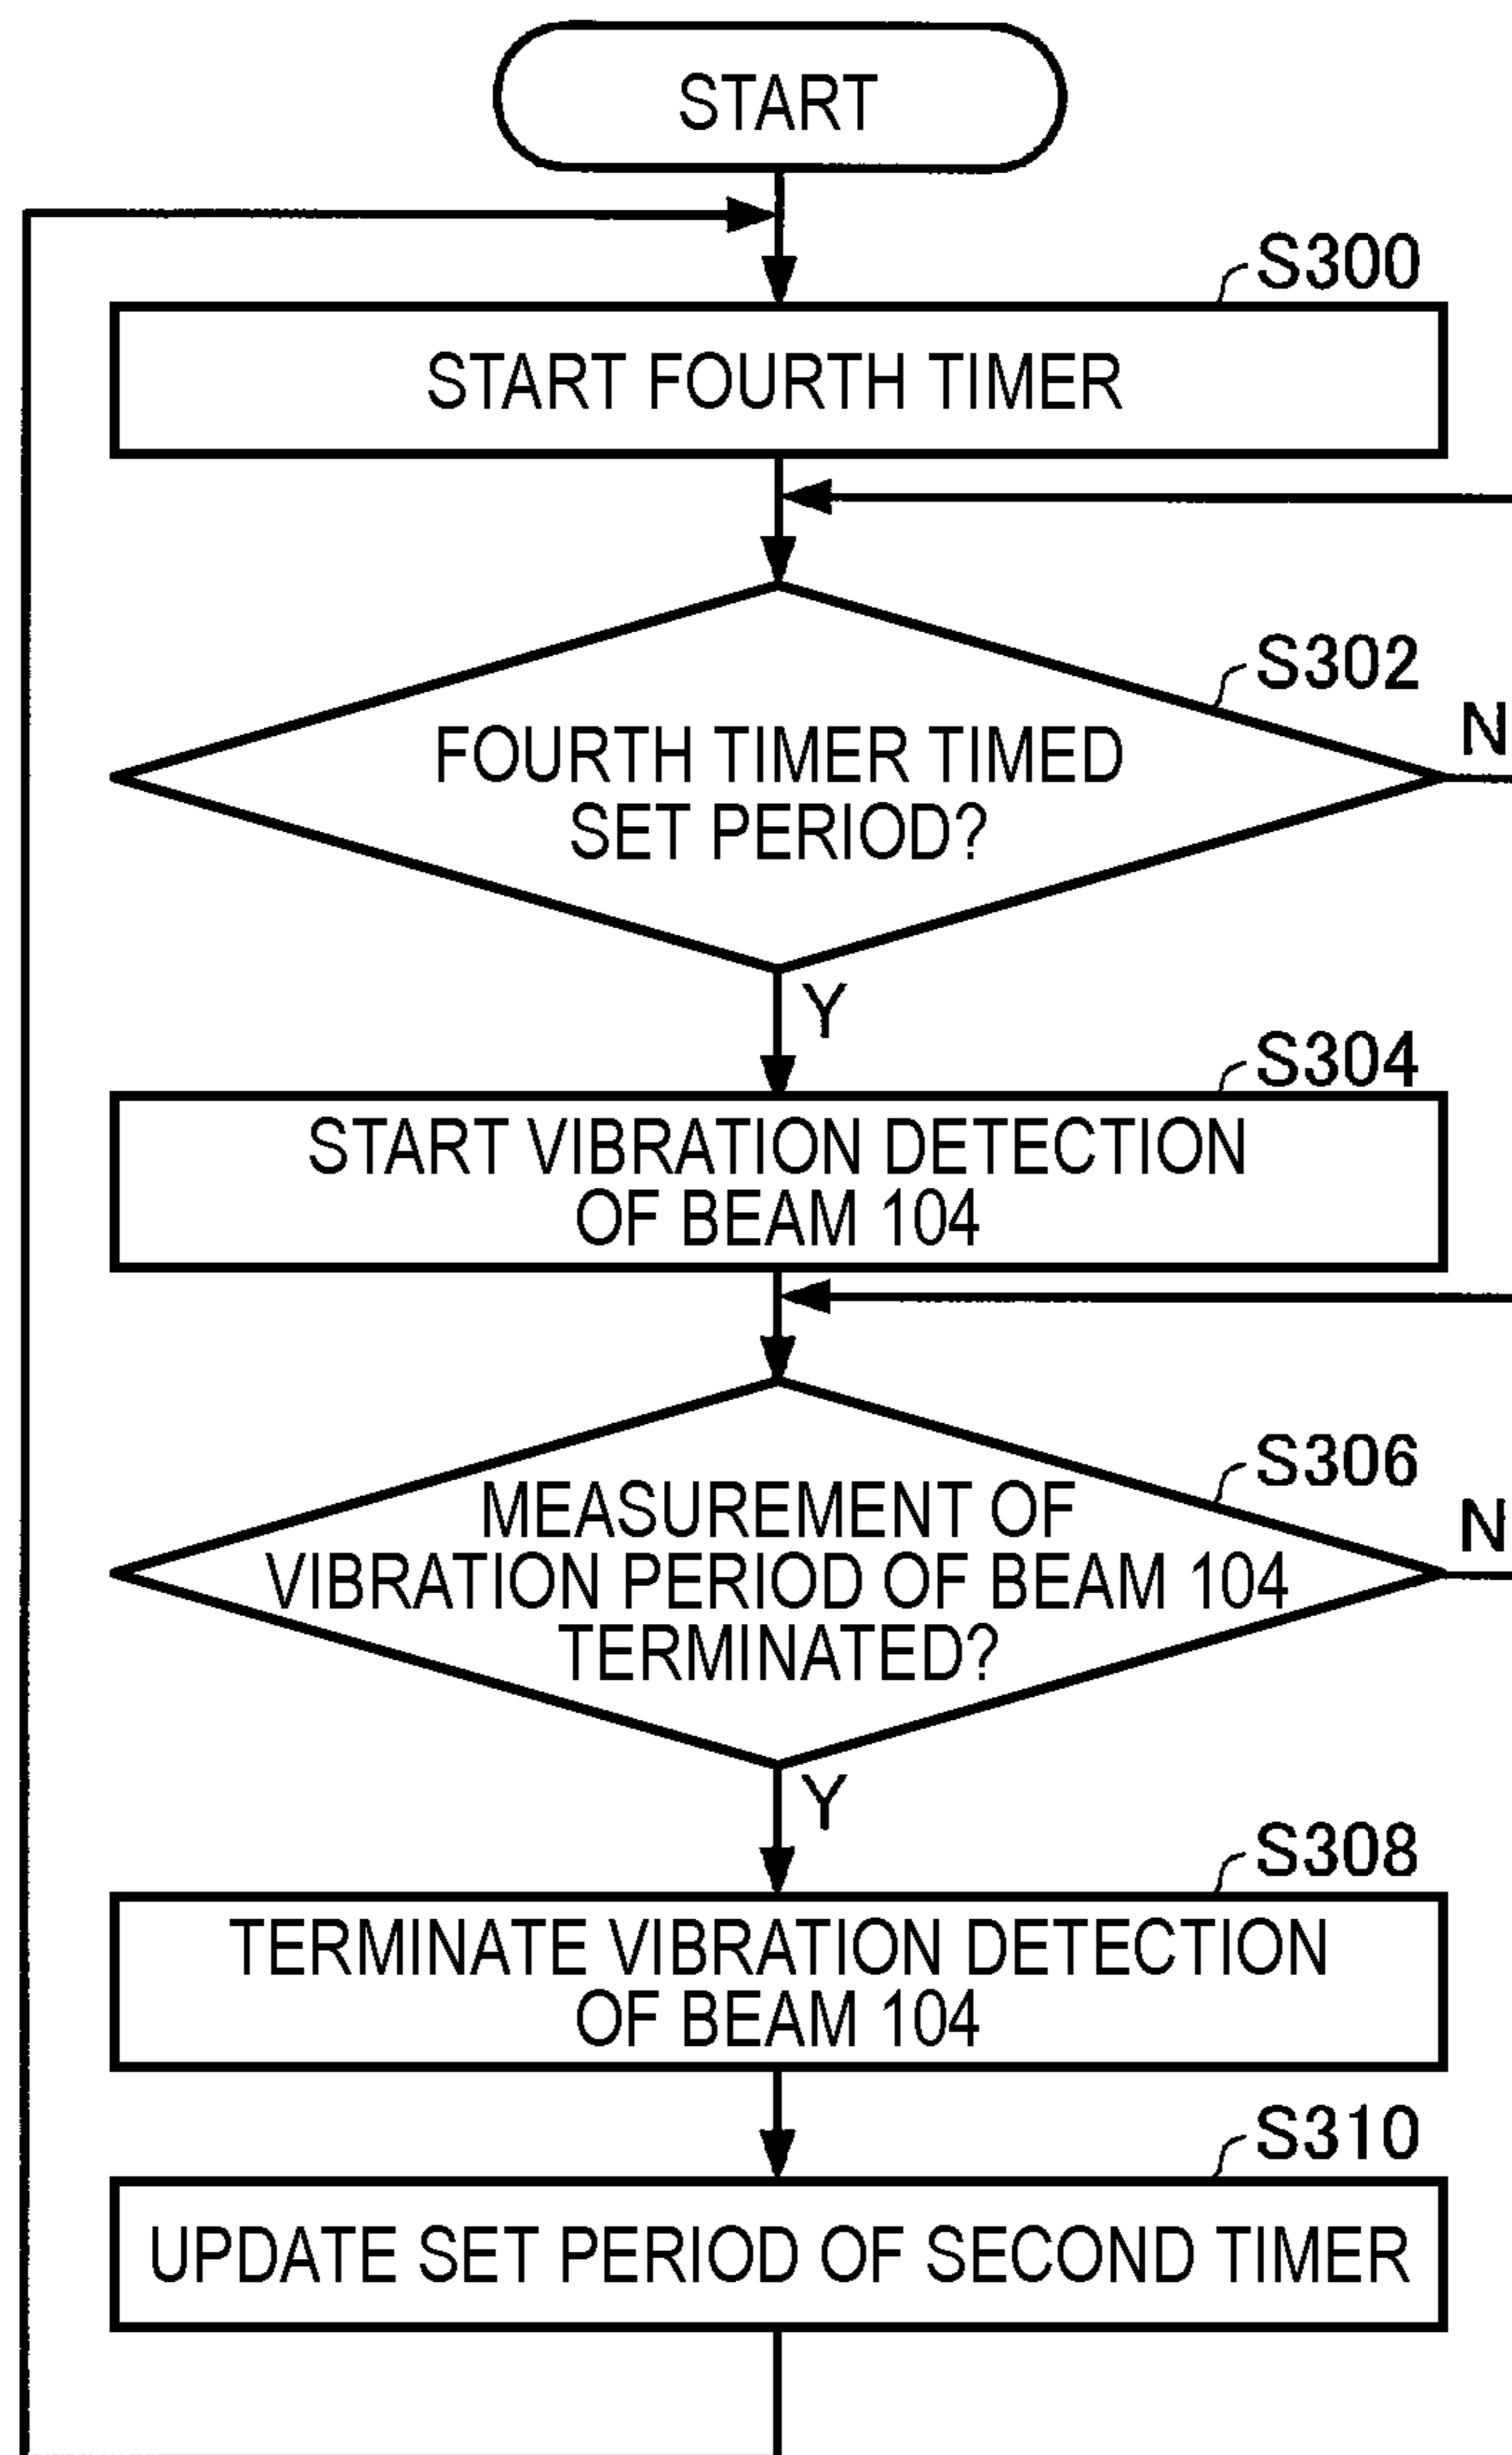 START
S300
START FOURTH TIMER
S302
N
FOURTH TIMER TIMED
SET PERIOD?
Y
S304
START VIBRATION DETECTION
OF BEAM 104
S306
N
MEASUREMENT OF
VIBRATION PERIOD OF BEAM 104
TERMINATED?
Y
S308
TERMINATE VIBRATION DETECTION
OF BEAM 104
S310
UPDATE SET PERIOD OF SECOND TIMER